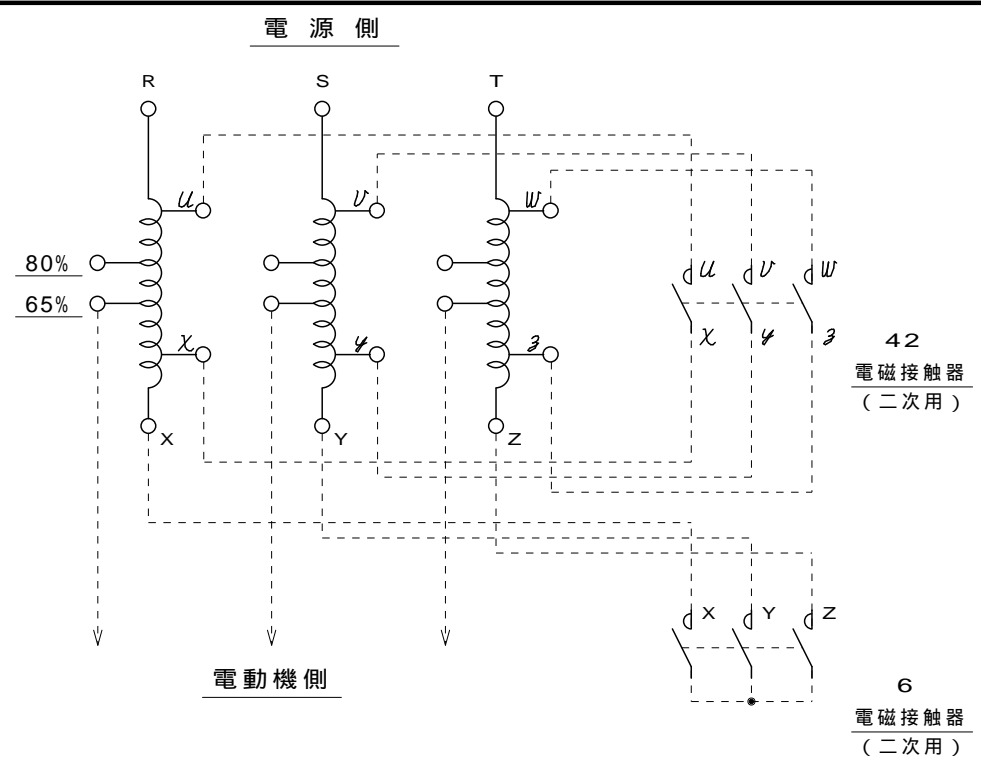 電源側
R S T
u v w
80%
65%
x y z
X Y Z
u v w
x y z
42
電磁接触器
(二次用)
X Y Z
電動機側
6
電磁接触器
(二次用)